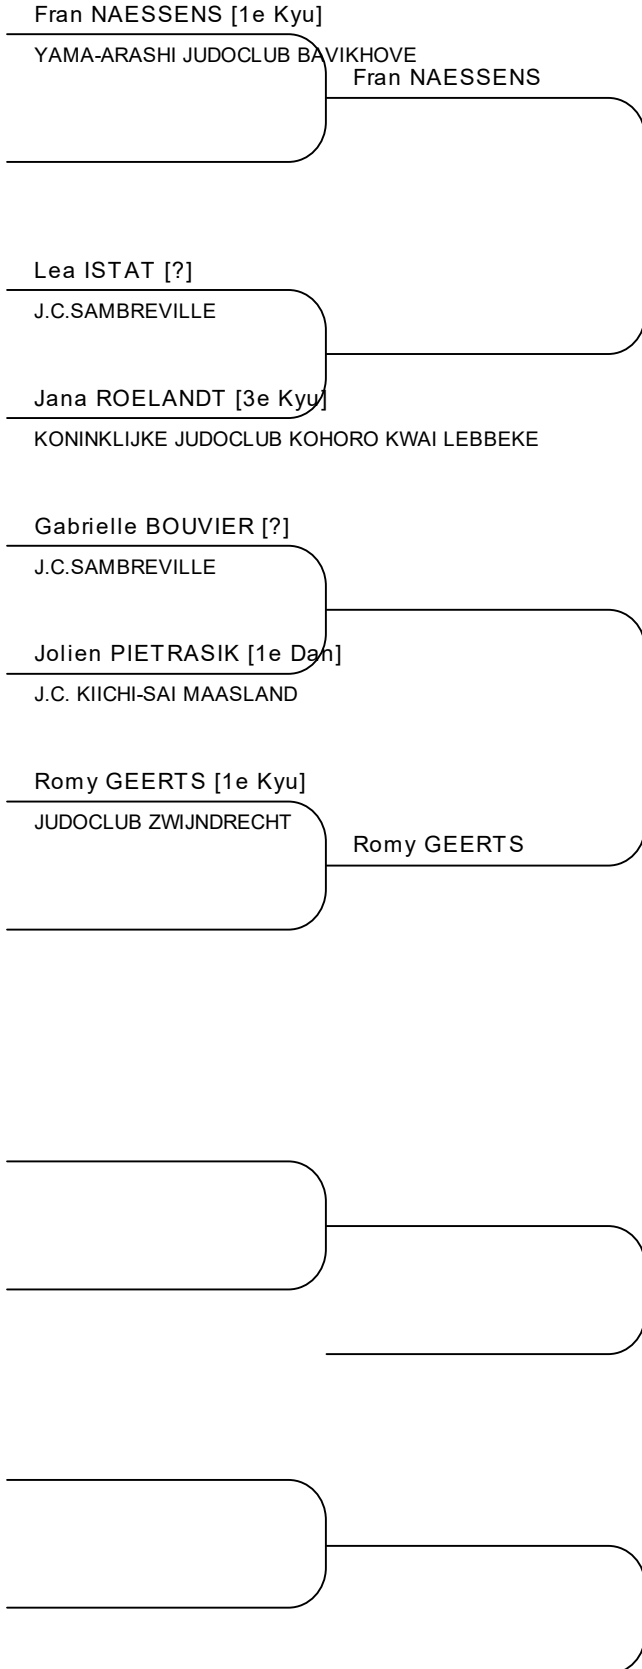 Fran NAESSENS [1e Kyu]
YAMA-ARASHI JUDOCLUB BAVIKHOVE
Fran NAESSENS
Lea ISTAT [?]
J.C.SAMBREVILLE
Jana ROELANDT [3e Kyu]
KONINKLIJKE JUDOCLUB KOHORO KWAI LEBBEKE
Gabrielle BOUVIER [?]
J.C.SAMBREVILLE
Jolien PIETRASIK [1e Dan]
J.C. KIICHI-SAI MAASLAND
Romy GEERTS [1e Kyu]
JUDOCLUB ZWIJNDRECHT
Romy GEERTS